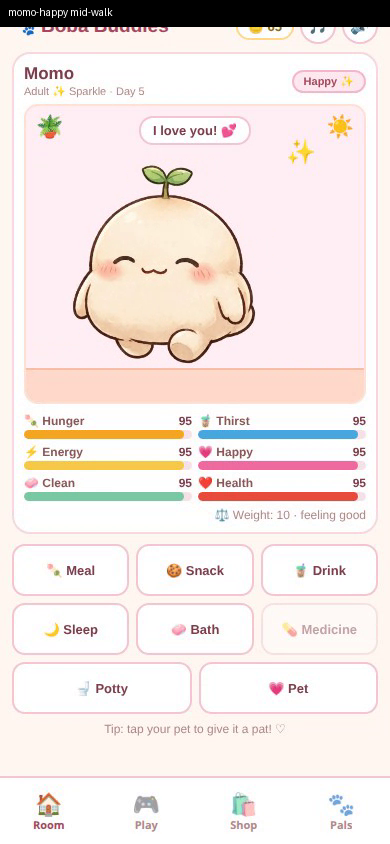 momo-happy mid-walk
Boba Buddies
65
Momo
Adult ✨ Sparkle · Day 5
Happy ✨
I love you! 💕
Hunger 95
Thirst 95
Energy 95
Happy 95
Clean 95
Health 95
Weight: 10 · feeling good
Meal
Snack
Drink
Sleep
Bath
Medicine
Potty
Pet
Tip: tap your pet to give it a pat! ♡
Room
Play
Shop
Pals